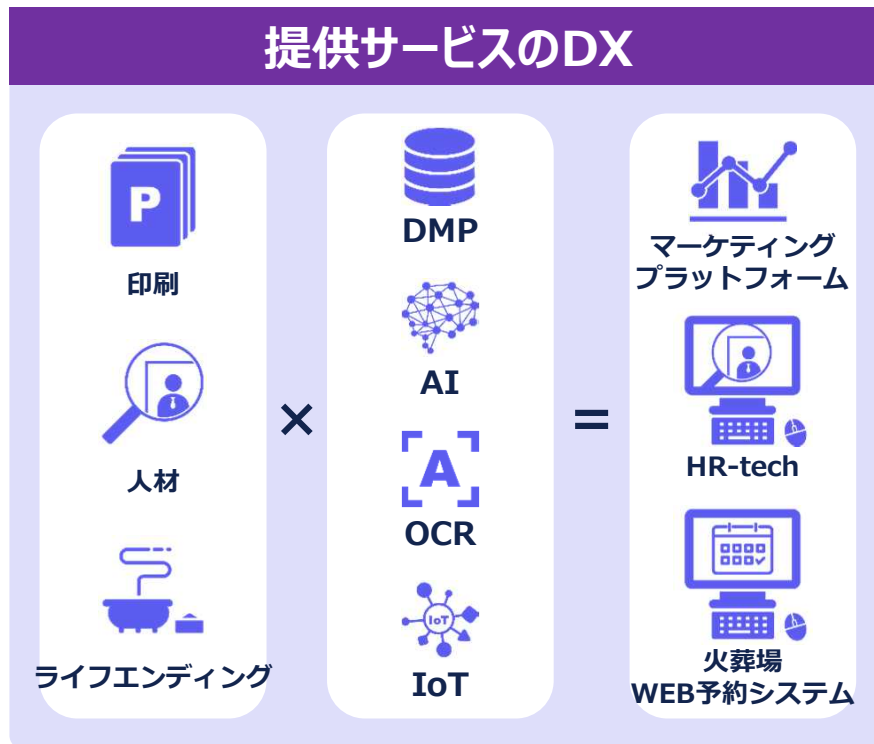 提供サービスのDX
P
印刷
人材
ライフエンディング
×
DMP
AI
A
OCR
IoT
IoT
=
マーケティング
プラットフォーム
HR-tech
火葬場
WEB予約システム